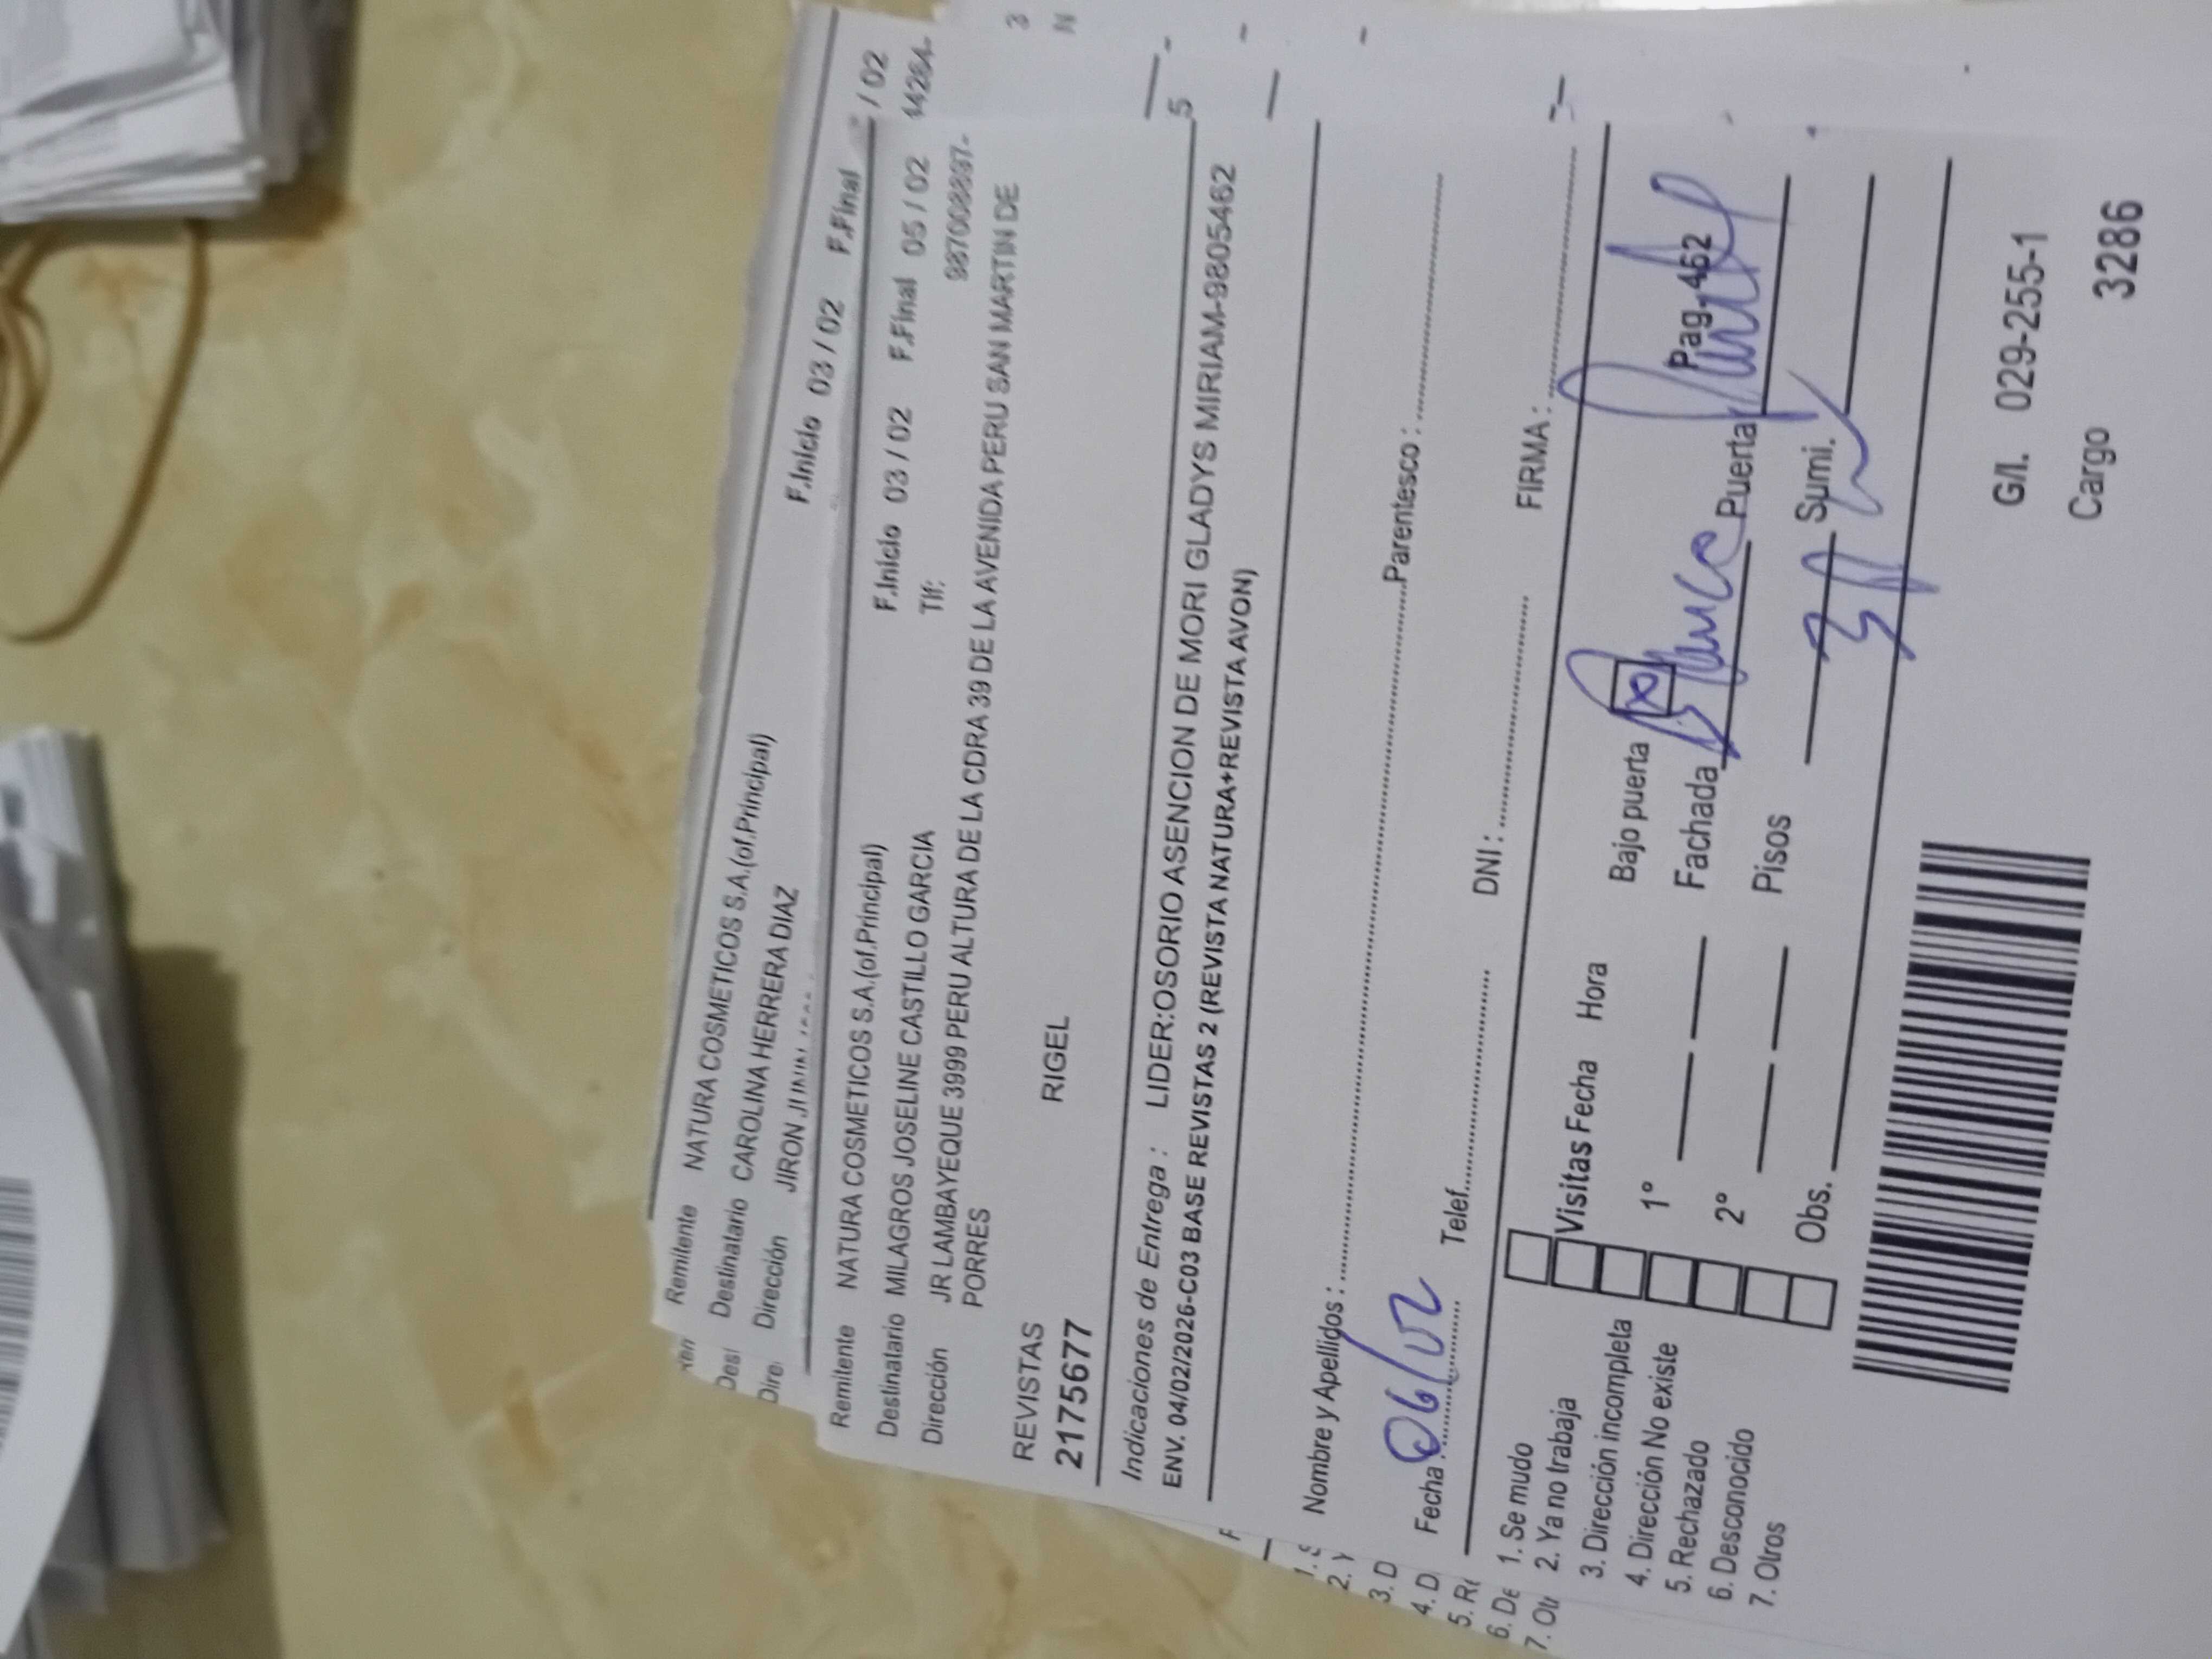 Remitente NATURA COSMETICOS S.A.(of.Principal)
Destinatario CAROLINA HERRERA DIAZ F.Inicio 03 / 02 F.Final / 02
Dirección JIRON JUNIN
Remitente NATURA COSMETICOS S.A.(of.Principal)
Destinatario MILAGROS JOSELINE CASTILLO GARCIA F.Inicio 03 / 02 F.Final 05 / 02
Dirección JR LAMBAYEQUE 3999 PERU ALTURA DE LA CDRA 39 DE LA AVENIDA PERU SAN MARTIN DE PORRES Tlf:
REVISTAS
2175677 RIGEL
Indicaciones de Entrega : LIDER:OSORIO ASENCION DE MORI GLADYS MIRIAM-9805462
ENV. 04/02/2026-C03 BASE REVISTAS 2 (REVISTA NATURA+REVISTA AVON)
Nombre y Apellidos : Parentesco :
Fecha : 06/02 Telef. DNI : FIRMA :
1. Se mudo
2. Ya no trabaja
3. Dirección incompleta
4. Dirección No existe
5. Rechazado
6. Desconocido
7. Otros
Visitas Fecha Hora Bajo puerta
1° Fachada Blanco Puerta Pag-462
2° Pisos 3 Sumi.
Obs.
G/I. 029-255-1
Cargo 3286